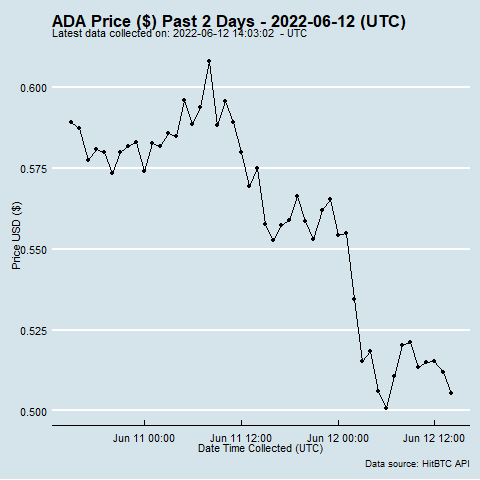 ADA Price ($) Past 2 Days - 2022-06-12 (UTC)
Latest data collected on: 2022-06-12 14:03:02 - UTC
0.600
0.575
0.550
0.525
0.500
Price USD ($)
Jun 11 00:00 Jun 11 12:00 Jun 12 00:00 Jun 12 12:00
Date Time Collected (UTC)
Data source: HitBTC API